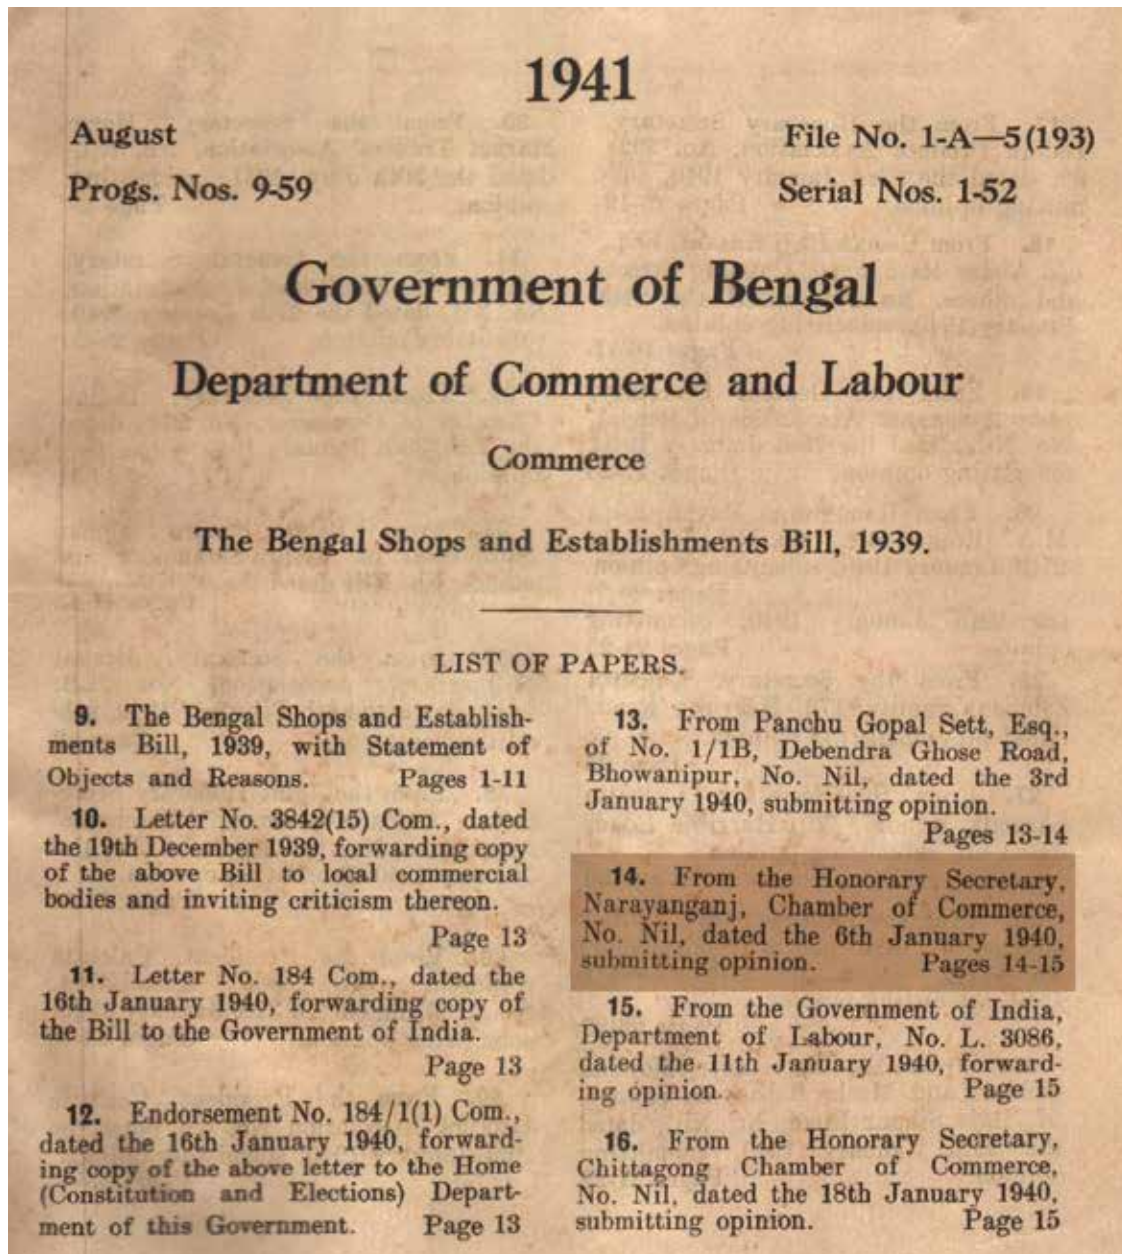 1941
August
File No. 1-A—5(193)
Progs. Nos. 9-59
Serial Nos. 1-52
Government of Bengal
Department of Commerce and Labour
Commerce
The Bengal Shops and Establishments Bill, 1939.
LIST OF PAPERS.
9. The Bengal Shops and Establish-
ments Bill, 1939, with Statement of
Objects and Reasons. Pages 1-11
10. Letter No. 3842(15) Com., dated
the 19th December 1939, forwarding copy
of the above Bill to local commercial
bodies and inviting criticism thereon.
Page 13
11. Letter No. 184 Com., dated the
16th January 1940, forwarding copy of
the Bill to the Government of India.
Page 13
12. Endorsement No. 184/1(1) Com.,
dated the 16th January 1940, forward-
ing copy of the above letter to the Home
(Constitution and Elections) Depart-
ment of this Government. Page 13
13. From Panchu Gopal Sett, Esq.,
of No. 1/1B, Debendra Ghose Road,
Bhowanipur, No. Nil, dated the 3rd
January 1940, submitting opinion.
Pages 13-14
14. From the Honorary Secretary,
Narayanganj, Chamber of Commerce,
No. Nil, dated the 6th January 1940,
submitting opinion. Pages 14-15
15. From the Government of India,
Department of Labour, No. L. 3086,
dated the 11th January 1940, forward-
ing opinion. Page 15
16. From the Honorary Secretary,
Chittagong Chamber of Commerce,
No. Nil, dated the 18th January 1940,
submitting opinion. Page 15